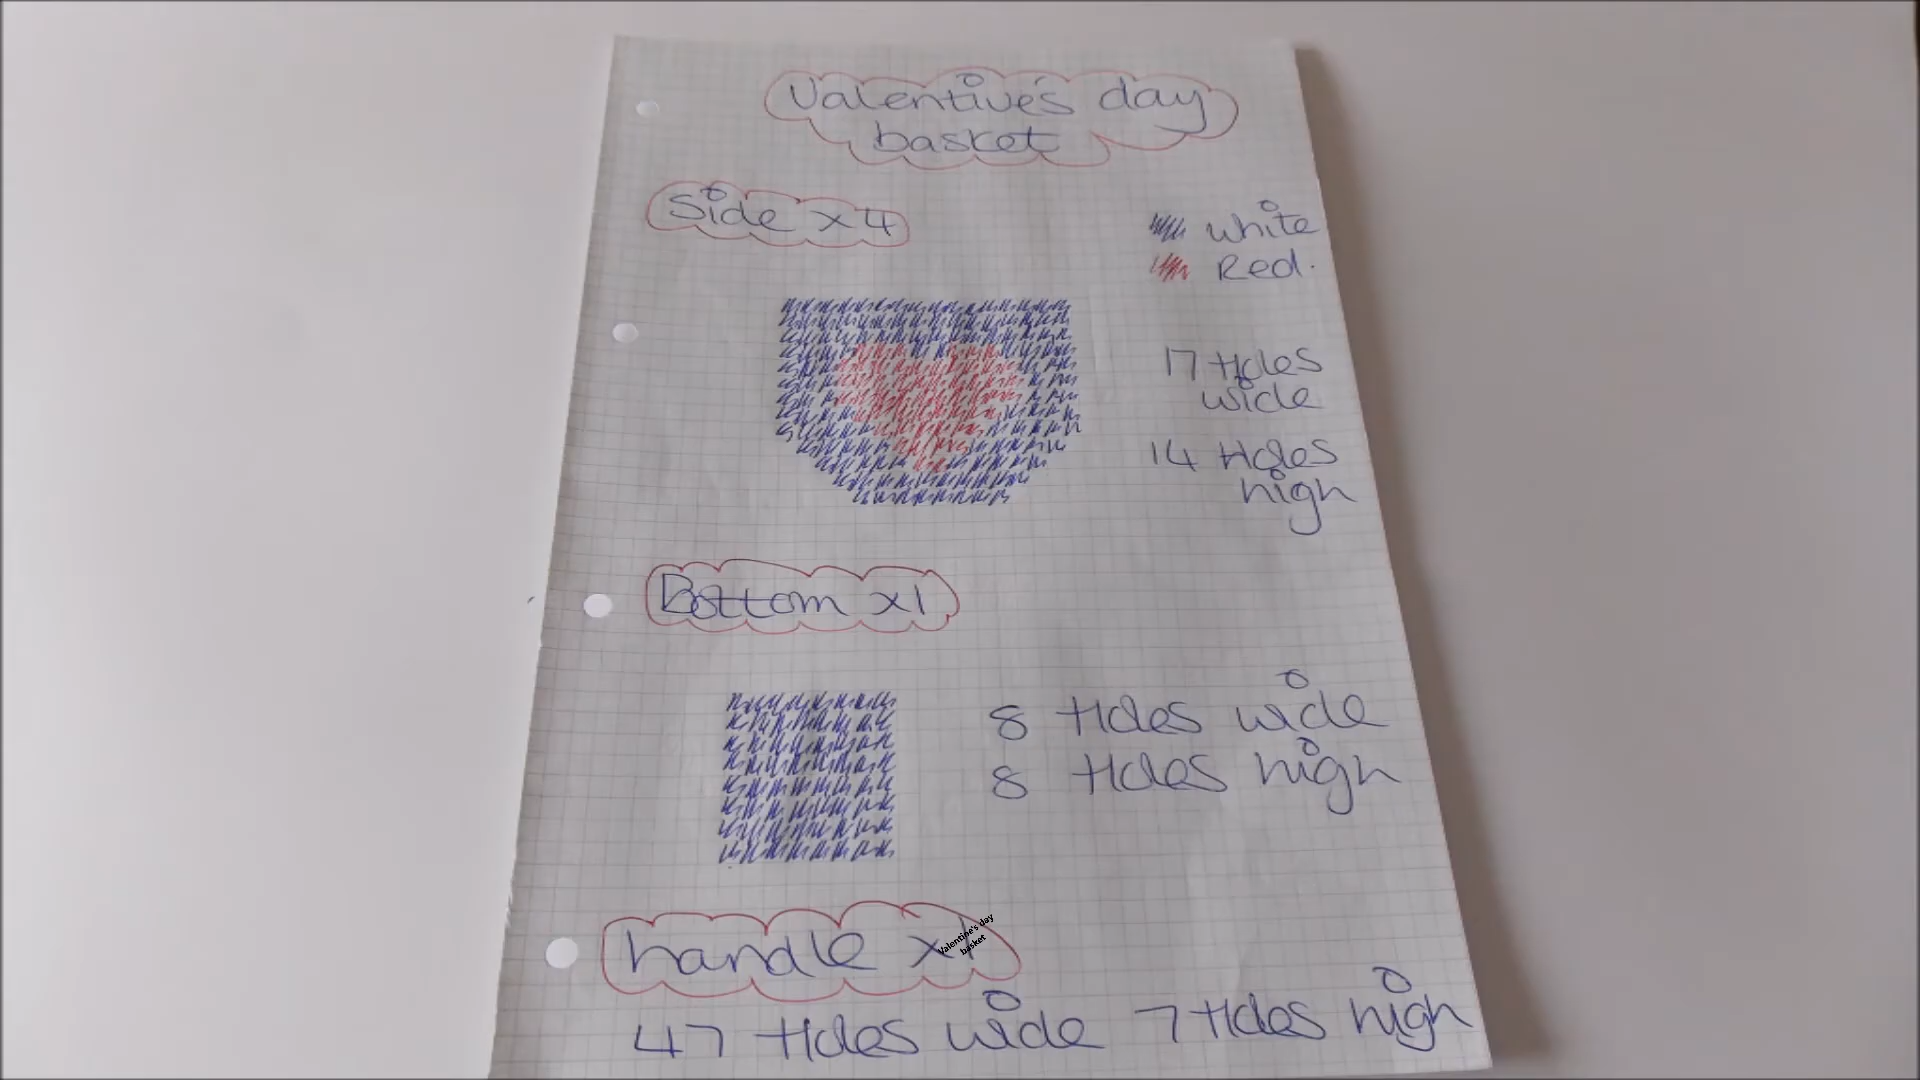 Valentine's day
basket
Side x4
white
Red.
17 Holes
wide
14 Holes
high
Bottom x1
8 Holes wide
8 Holes high
handle x1
Valentine's day
basket
47 Holes wide 7 Holes high